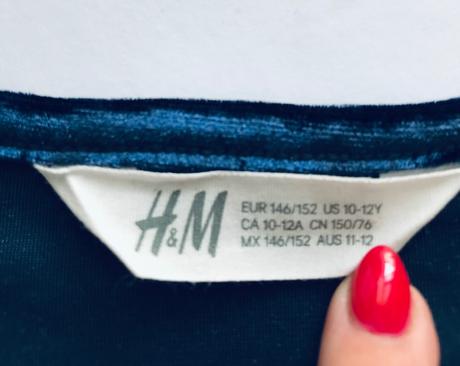 H&M
EUR 146/152 US 10-12Y
CA 10-12A CN 150/76
MX 146/152 AUS 11-12